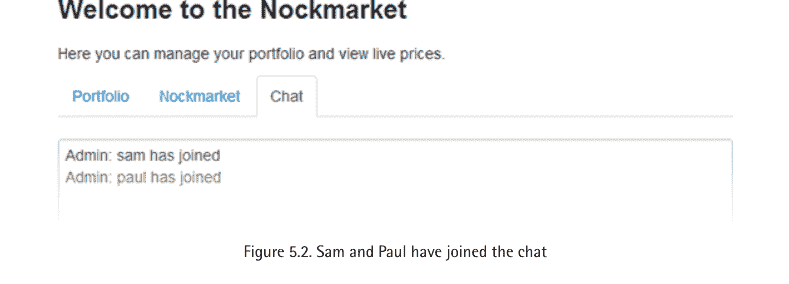 Welcome to the Nockmarket
Here you can manage your portfolio and view live prices.
Portfolio Nockmarket Chat
Admin: sam has joined
Admin: paul has joined
Figure 5.2. Sam and Paul have joined the chat